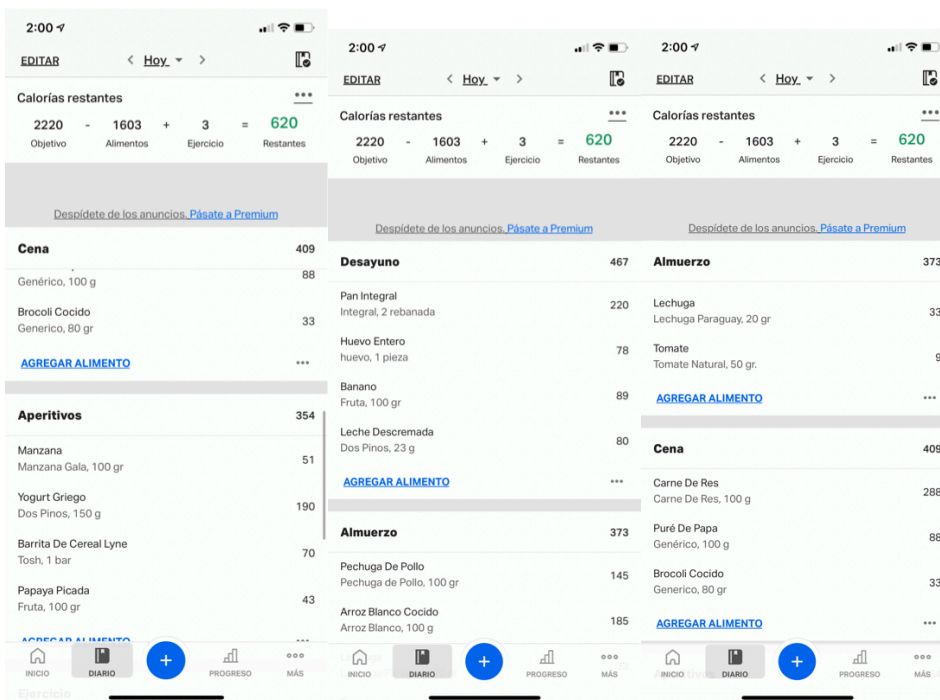 2:00
EDITAR < Hoy >
Calorías restantes •••
2220 - 1603 + 3 = 620
Objetivo Alimentos Ejercicio Restantes
Despídete de los anuncios. Pásate a Premium
Cena 409
Genérico, 100 g 88
Brocoli Cocido
Generico, 80 gr 33
AGREGAR ALIMENTO •••
Aperitivos 354
Manzana
Manzana Gala, 100 gr 51
Yogurt Griego
Dos Pinos, 150 g 190
Barrita De Cereal Lyne
Tosh, 1 bar 70
Papaya Picada
Fruta, 100 gr 43
AGREGAR ALIMENTO •••
INICIO DIARIO + PROGRESO MÁS
Ejercicio
2:00
EDITAR < Hoy >
Calorías restantes •••
2220 - 1603 + 3 = 620
Objetivo Alimentos Ejercicio Restantes
Despídete de los anuncios. Pásate a Premium
Desayuno 467
Pan Integral
Integral, 2 rebanada 220
Huevo Entero
huevo, 1 pieza 78
Banano
Fruta, 100 gr 89
Leche Descremada
Dos Pinos, 23 g 80
AGREGAR ALIMENTO •••
Almuerzo 373
Pechuga De Pollo
Pechuga de Pollo, 100 gr 145
Arroz Blanco Cocido
Arroz Blanco, 100 g 185
INICIO DIARIO + PROGRESO MÁS
2:00
EDITAR < Hoy >
Calorías restantes •••
2220 - 1603 + 3 = 620
Objetivo Alimentos Ejercicio Restantes
Despídete de los anuncios. Pásate a Premium
Almuerzo 373
Lechuga
Lechuga Paraguay, 20 gr 33
Tomate
Tomate Natural, 50 gr. 9
AGREGAR ALIMENTO •••
Cena 409
Carne De Res
Carne De Res, 100 g 288
Puré De Papa
Genérico, 100 g 88
Brocoli Cocido
Generico, 80 gr 33
AGREGAR ALIMENTO •••
INICIO DIARIO + PROGRESO MÁS